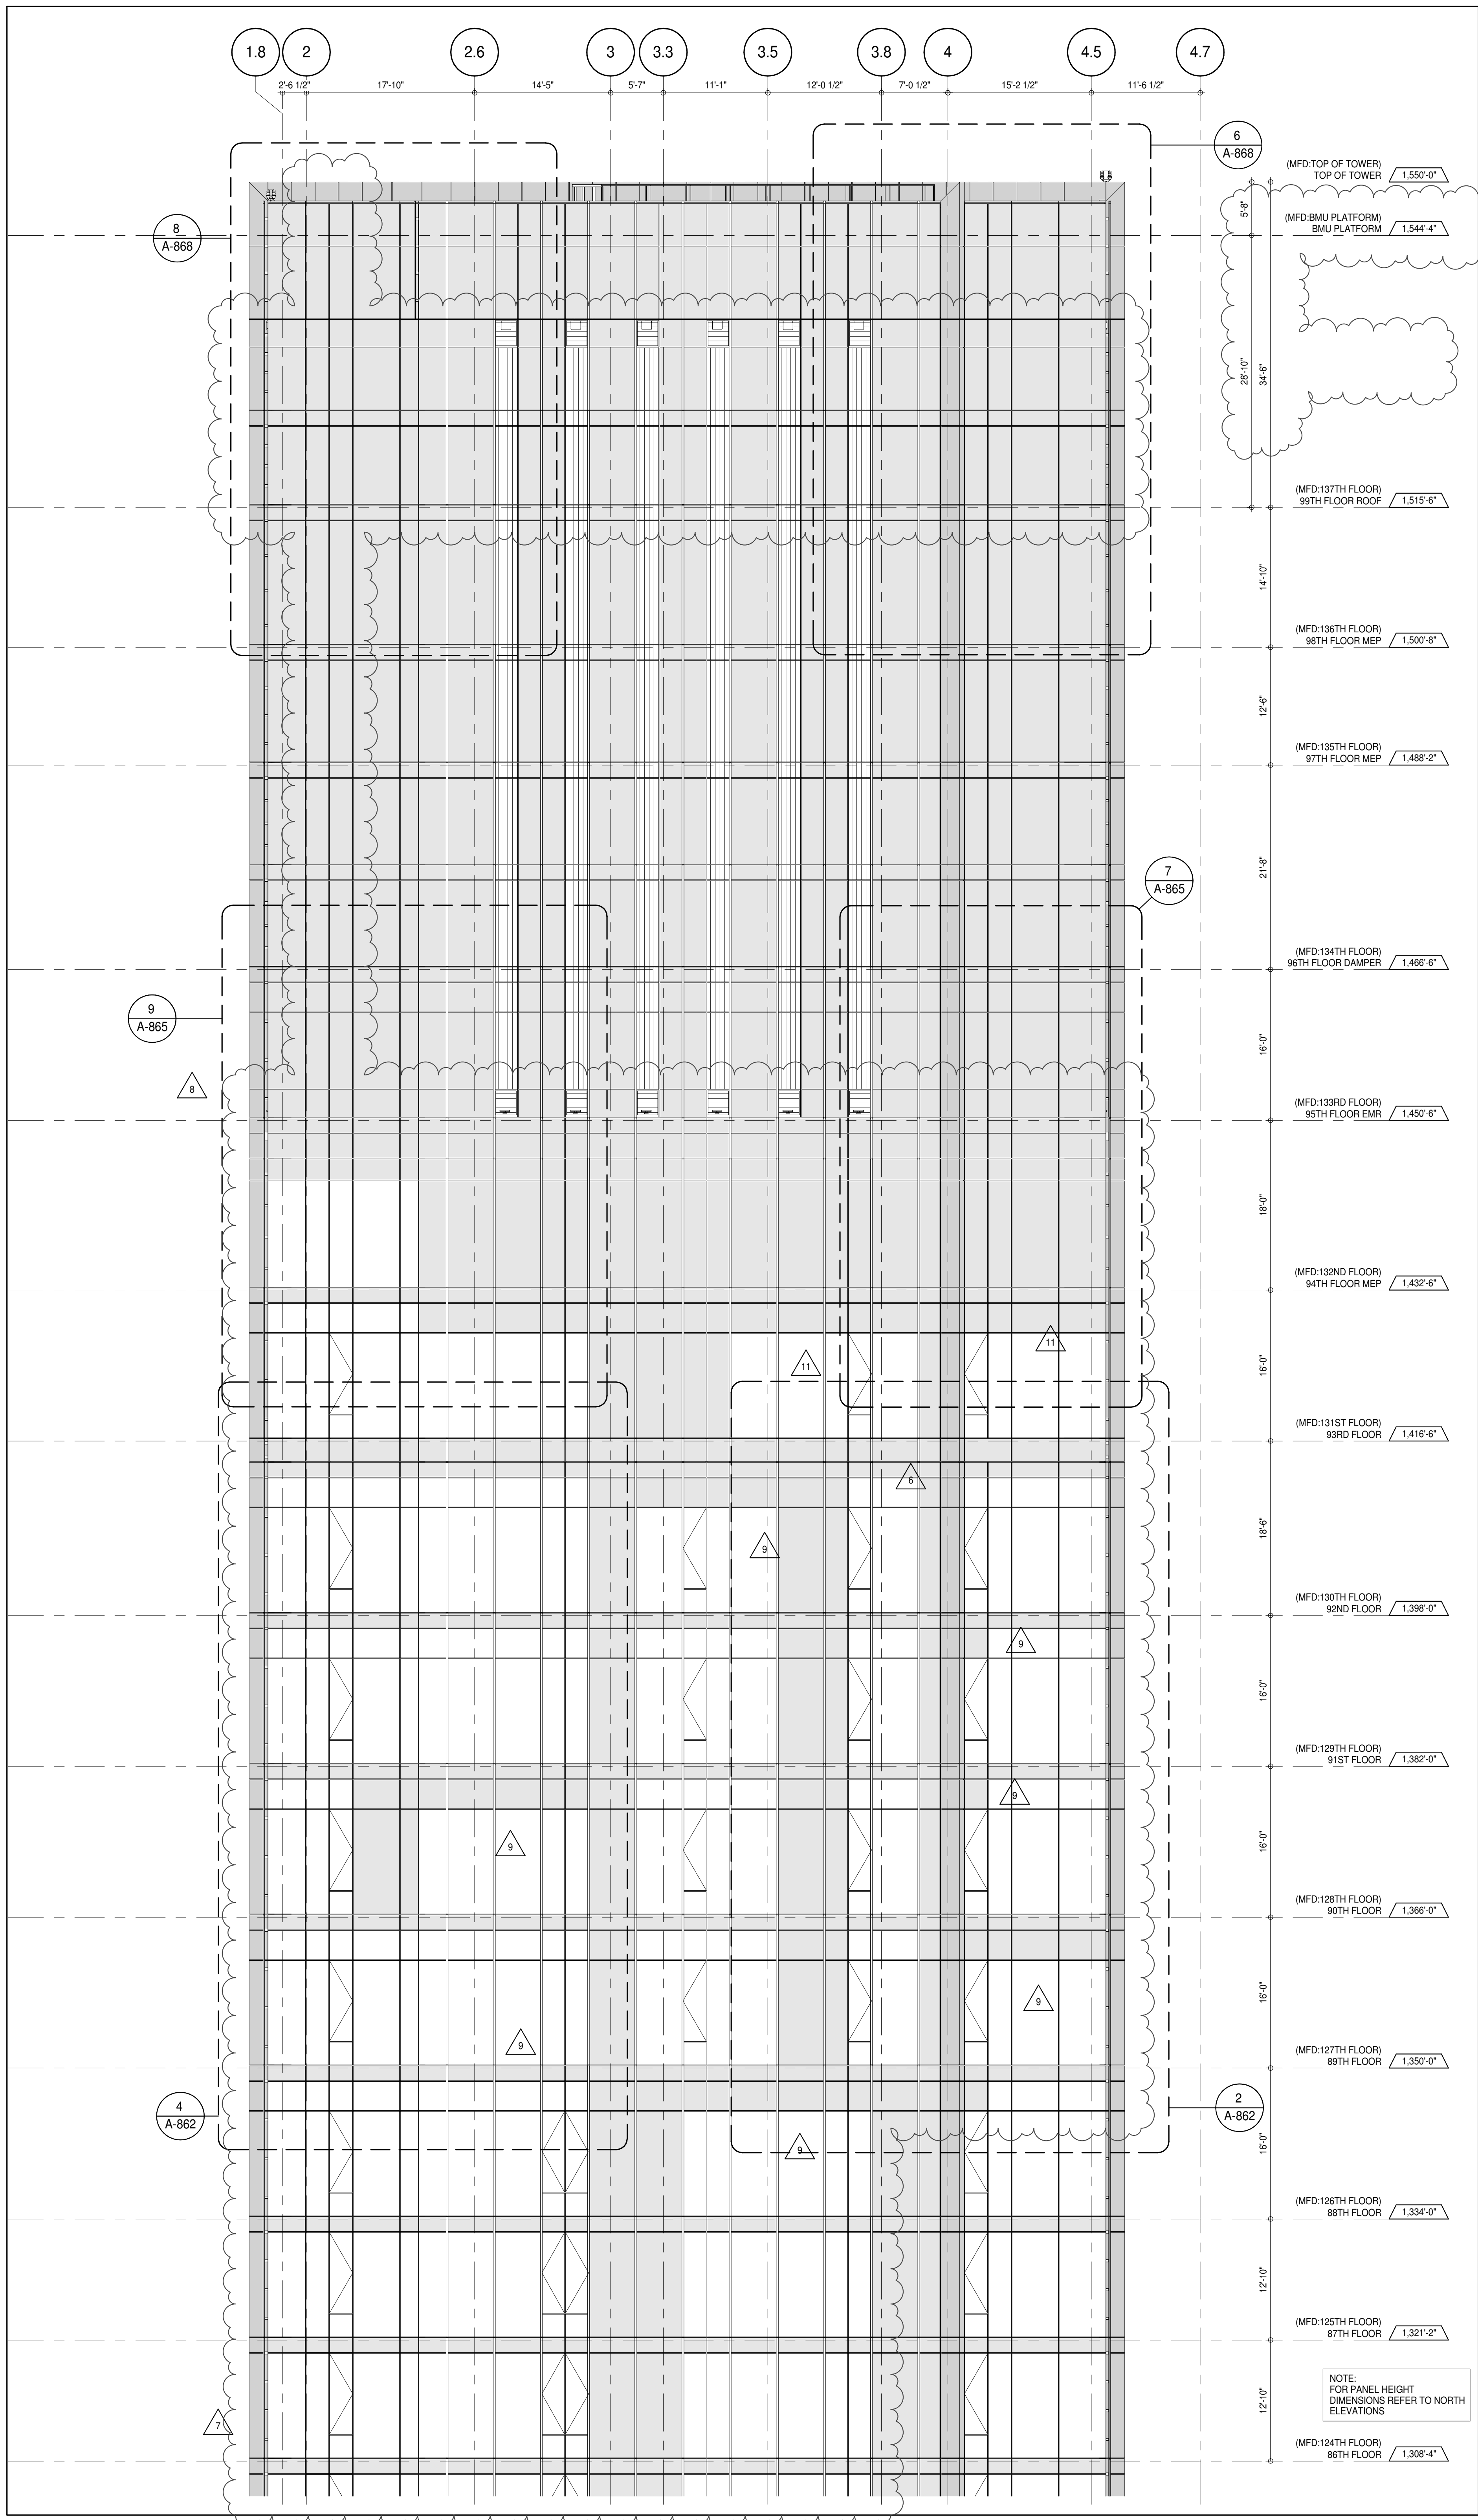 1.8
2
2.6
3
3.3
3.5
3.8
4
4.5
4.7
2'-6 1/2"
17'-10"
14'-5"
5'-7"
11'-1"
12'-0 1/2"
7'-0 1/2"
15'-2 1/2"
11'-6 1/2"
6
A-868
(MFD:TOP OF TOWER)
TOP OF TOWER 1,550'-0"
5'-8"
(MFD:BMU PLATFORM)
BMU PLATFORM 1,544'-4"
8
A-868
28'-10"
34'-6"
(MFD:137TH FLOOR)
99TH FLOOR ROOF 1,515'-6"
14'-10"
(MFD:136TH FLOOR)
98TH FLOOR MEP 1,500'-8"
12'-6"
(MFD:135TH FLOOR)
97TH FLOOR MEP 1,488'-2"
21'-8"
7
A-865
(MFD:134TH FLOOR)
96TH FLOOR DAMPER 1,466'-6"
9
A-865
16'-0"
8
(MFD:133RD FLOOR)
95TH FLOOR EMR 1,450'-6"
18'-0"
(MFD:132ND FLOOR)
94TH FLOOR MEP 1,432'-6"
11
11
16'-0"
(MFD:131ST FLOOR)
93RD FLOOR 1,416'-6"
6
9
18'-6"
(MFD:130TH FLOOR)
92ND FLOOR 1,398'-0"
9
16'-0"
(MFD:129TH FLOOR)
91ST FLOOR 1,382'-0"
9
9
16'-0"
(MFD:128TH FLOOR)
90TH FLOOR 1,366'-0"
9
16'-0"
9
(MFD:127TH FLOOR)
89TH FLOOR 1,350'-0"
4
A-862
2
A-862
9
16'-0"
(MFD:126TH FLOOR)
88TH FLOOR 1,334'-0"
12'-10"
(MFD:125TH FLOOR)
87TH FLOOR 1,321'-2"
NOTE:
FOR PANEL HEIGHT
DIMENSIONS REFER TO NORTH
ELEVATIONS
12'-10"
7
(MFD:124TH FLOOR)
86TH FLOOR 1,308'-4"